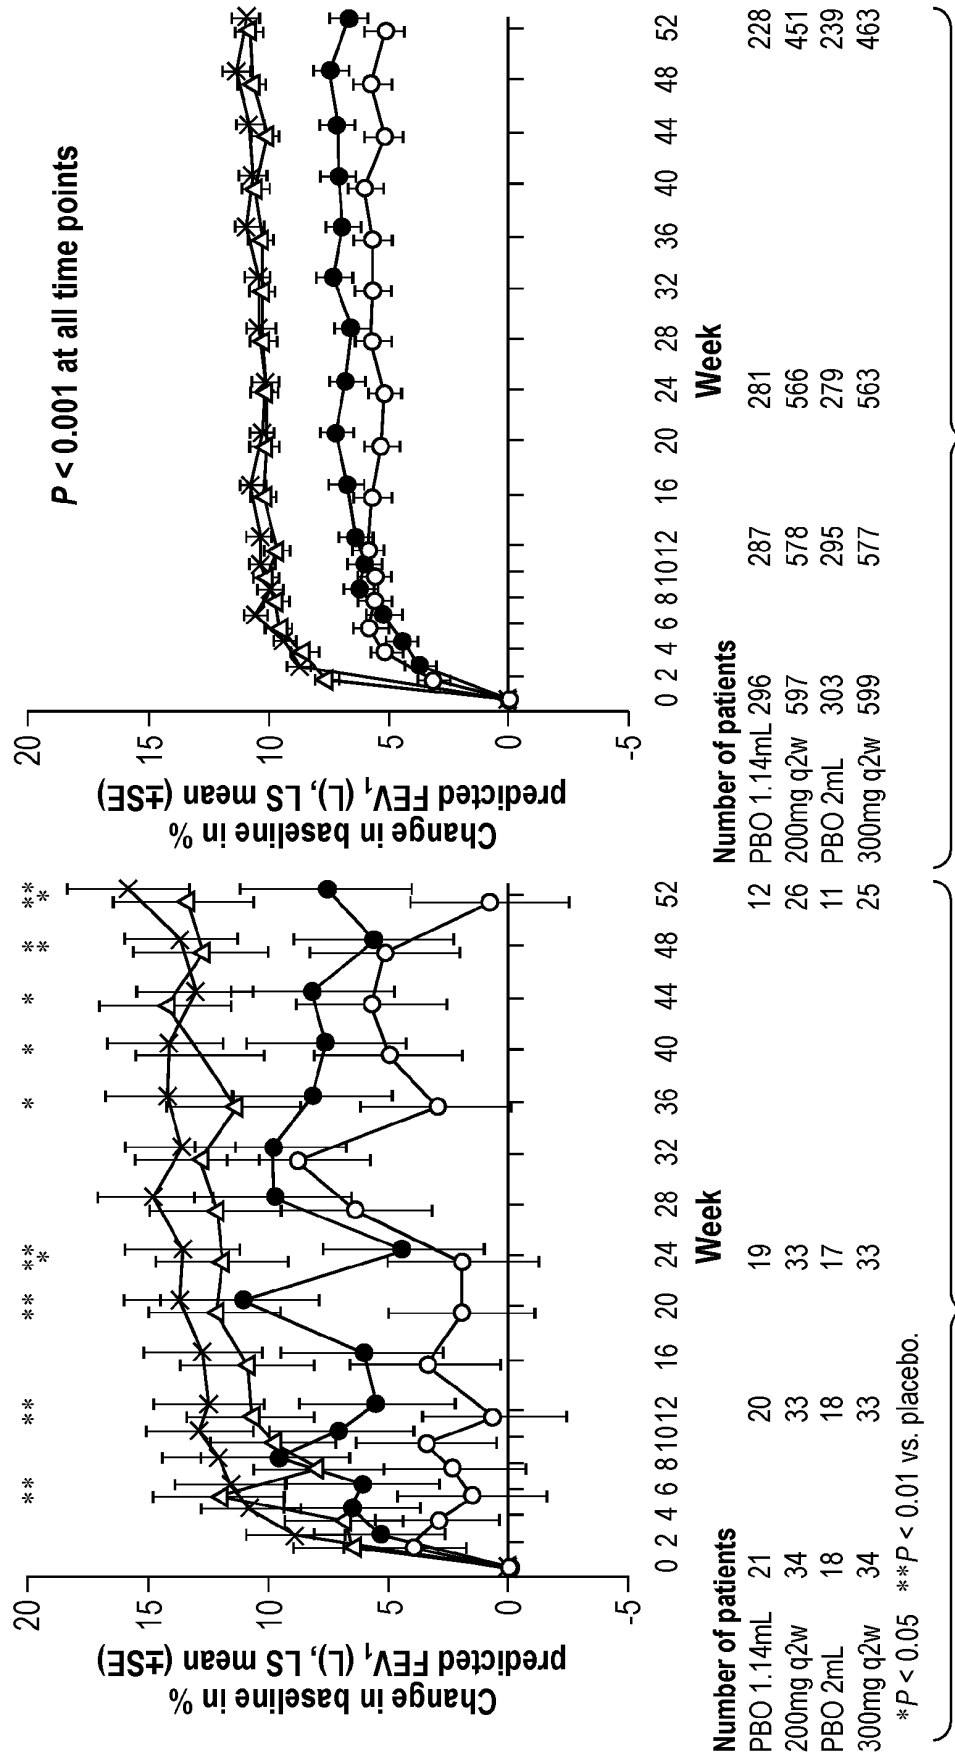 ** ** ** ** * * * ** **
* *
20
15
10
5
0
-5
Change in baseline in %
predicted FEV1 (L), LS mean (±SE)
0 2 4 6 8 10 12 16 20 24 28 32 36 40 44 48 52
Week
Number of patients
PBO 1.14mL 21 20 19 12
200mg q2w 34 33 33 26
PBO 2mL 18 18 17 11
300mg q2w 34 33 33 25
*P < 0.05 **P < 0.01 vs. placebo.
P < 0.001 at all time points
20
15
10
5
0
-5
Change in baseline in %
predicted FEV1 (L), LS mean (±SE)
0 2 4 6 8 10 12 16 20 24 28 32 36 40 44 48 52
Week
Number of patients
PBO 1.14mL 296 287 281 228
200mg q2w 597 578 566 451
PBO 2mL 303 295 279 239
300mg q2w 599 577 563 463